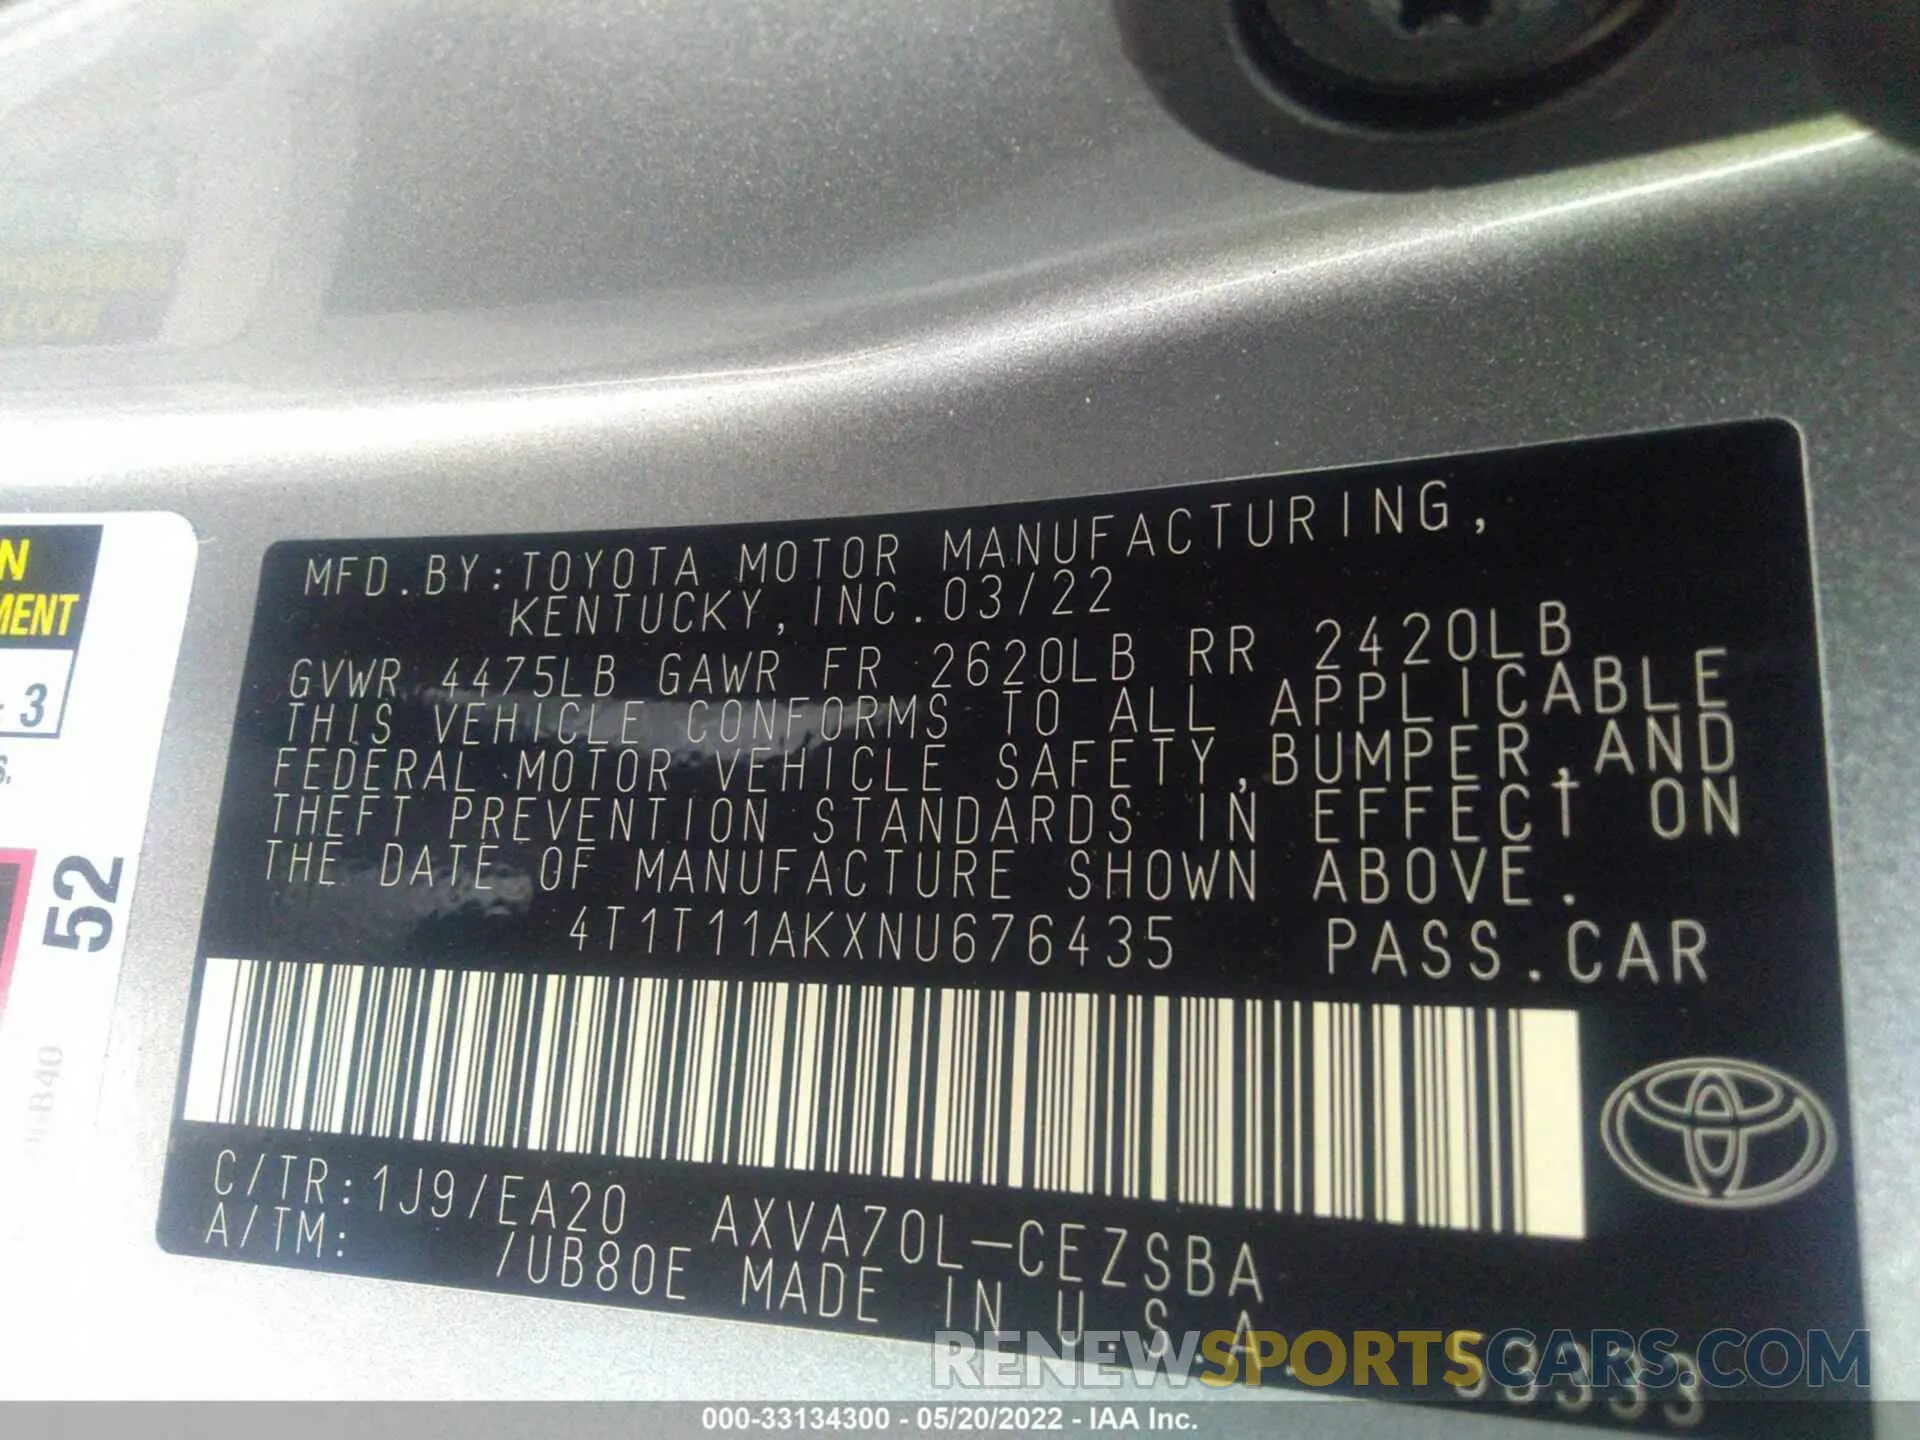 MFD.BY:TOYOTA MOTOR MANUFACTURING,
KENTUCKY,INC.03/22
GVWR 4475LB GAWR FR 2620LB RR 2420LB
THIS VEHICLE CONFORMS TO ALL APPLICABLE
FEDERAL MOTOR VEHICLE SAFETY,BUMPER,AND
THEFT PREVENTION STANDARDS IN EFFECT ON
THE DATE OF MANUFACTURE SHOWN ABOVE.
4T1T11AKXNU676435 PASS.CAR
C/TR:1J9/EA20 AXVA70L-CEZSBA
A/TM: /UB80E MADE IN U.S.A.
3
52
RENEWSPORTSCARS.COM
000-33134300 - 05/20/2022 - IAA Inc.